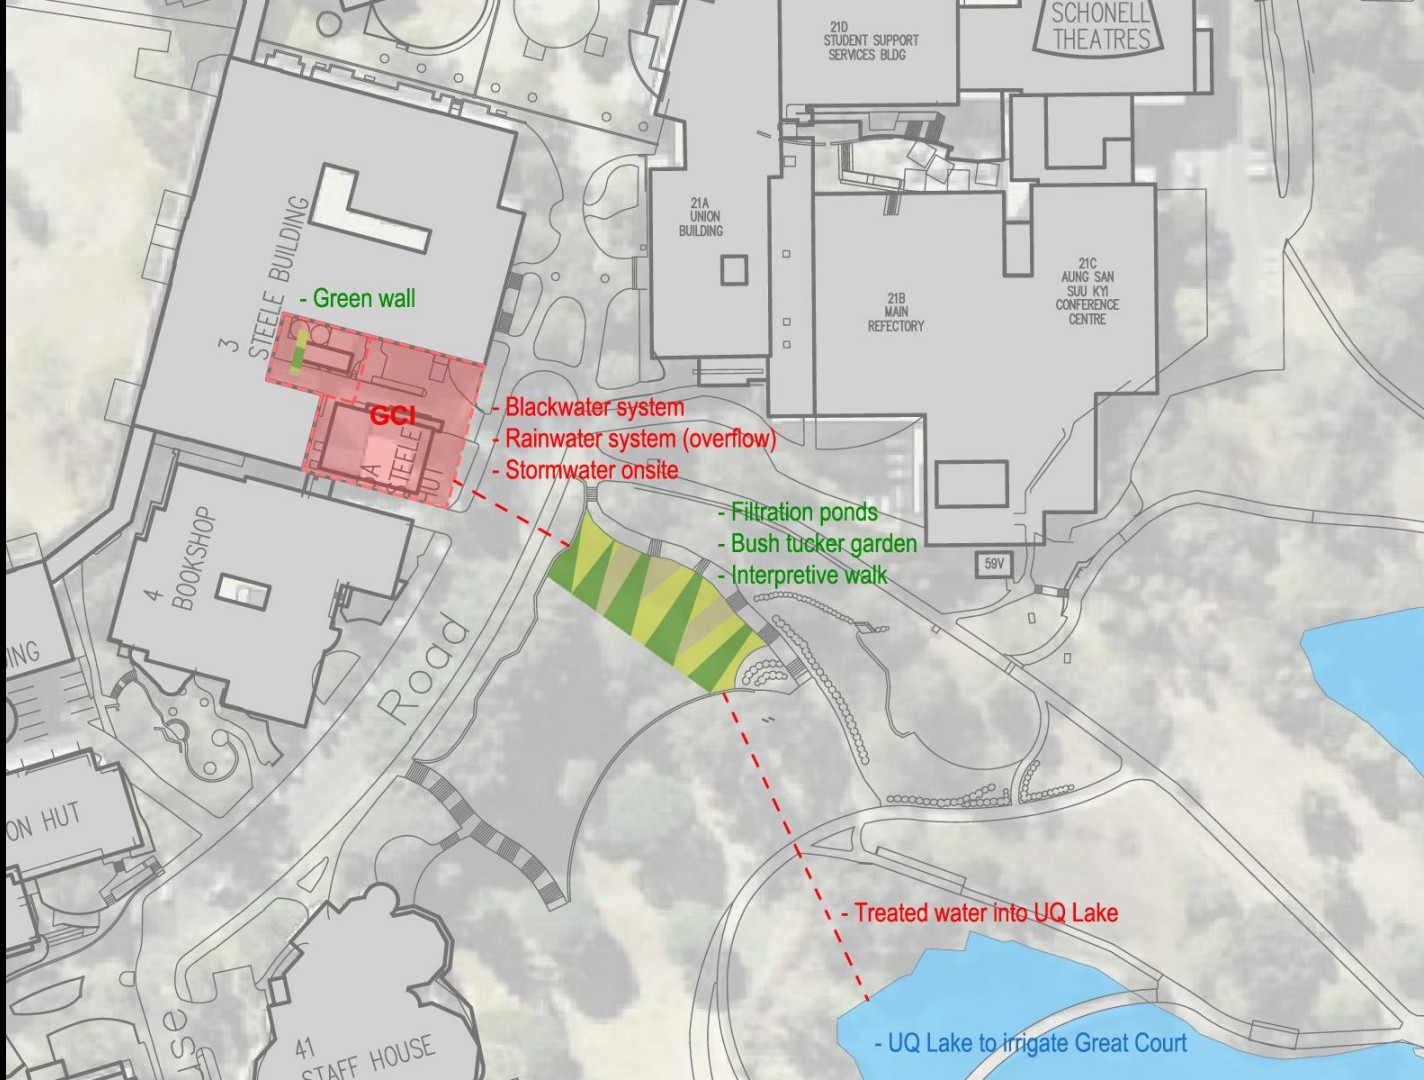 SCHONELL
THEATRES
21D
STUDENT SUPPORT
SERVICES BLDG
21A
UNION
BUILDING
3
STEELE BUILDING
- Green wall
21B
MAIN
REFECTORY
21C
AUNG SAN
SUU KYI
CONFERENCE
CENTRE
GCI
STEELE
- Blackwater system
- Rainwater system (overflow)
- Stormwater onsite
- Filtration ponds
- Bush tucker garden
- Interpretive walk
59V
4
BOOKSHOP
Road
ING
ON HUT
- Treated water into UQ Lake
- UQ Lake to irrigate Great Court
41
STAFF HOUSE
use